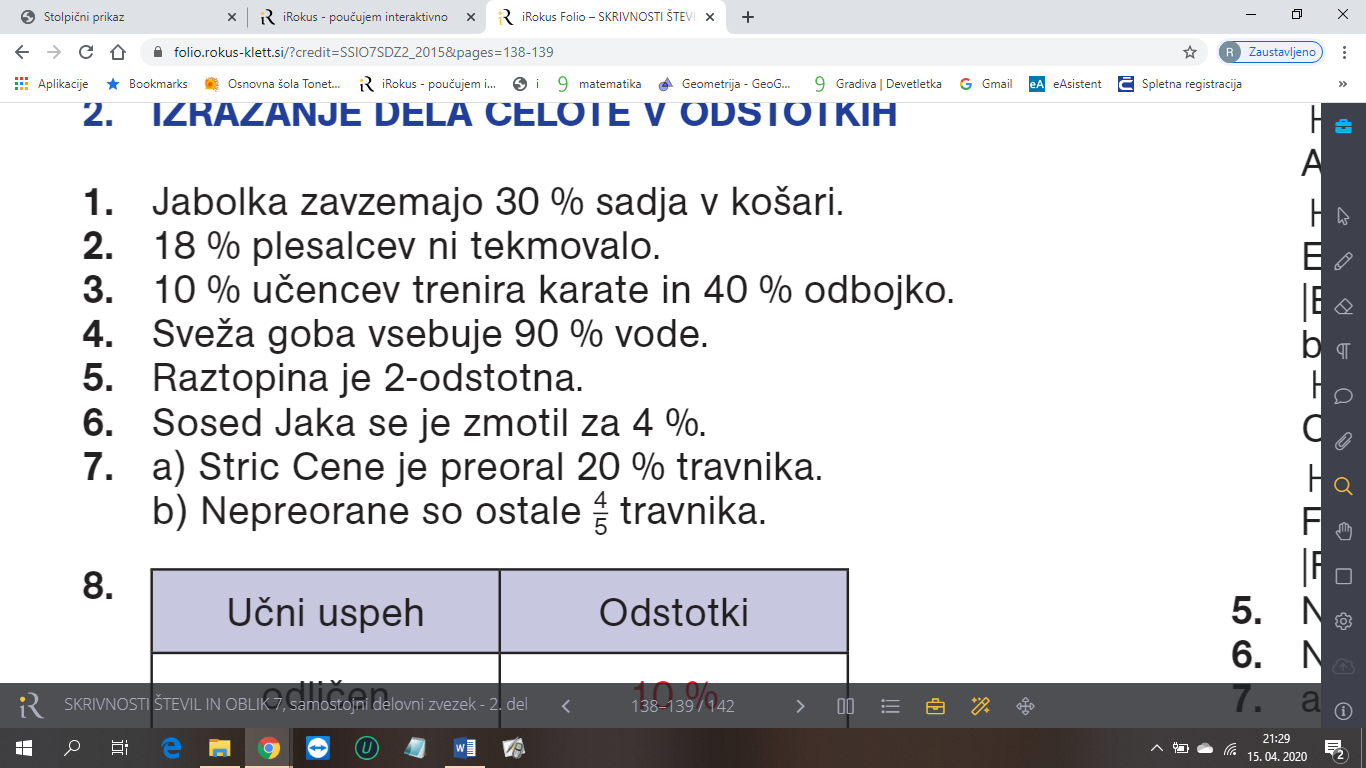 Stolpični prikaz
iRokus - poučujem interaktivno
iRokus Folio – SKRIVNOSTI ŠTEVI
folio.rokus-klett.si/?credit=SSIO7SDZ2_2015&pages=138-139
R Zaustavljeno
Aplikacije
Bookmarks
Osnovna šola Tonet...
iRokus - poučujem i...
i
matematika
Geometrija - GeoG...
Gradiva | Devetletka
Gmail
eA eAsistent
Spletna registracija
»
2. IZRAŽANJE DELA CELOTE V ODSTOTKIH
1. Jabolka zavzemajo 30 % sadja v košari.
2. 18 % plesalcev ni tekmovalo.
3. 10 % učencev trenira karate in 40 % odbojko.
4. Sveža goba vsebuje 90 % vode.
5. Raztopina je 2-odstotna.
6. Sosed Jaka se je zmotil za 4 %.
7. a) Stric Cene je preoral 20 % travnika.
b) Nepreorane so ostale 4/5 travnika.
8.
Učni uspeh Odstotki
odličen 10 %
5. N
6. N
7. a
SKRIVNOSTI ŠTEVIL IN OBLIK 7, samostojni delovni zvezek - 2. del
138–139 / 142
21:29
15. 04. 2020
2